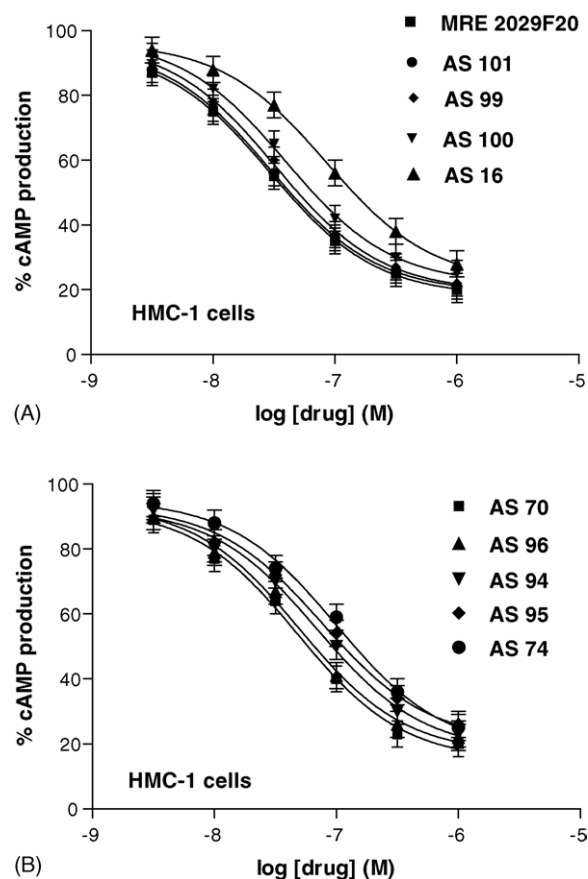 100
80
60
40
20
0
% cAMP production
MRE 2029F20
AS 101
AS 99
AS 100
AS 16
HMC-1 cells
-9 -8 -7 -6 -5
(A) log [drug] (M)
100
80
60
40
20
0
% cAMP production
AS 70
AS 96
AS 94
AS 95
AS 74
HMC-1 cells
-9 -8 -7 -6 -5
(B) log [drug] (M)